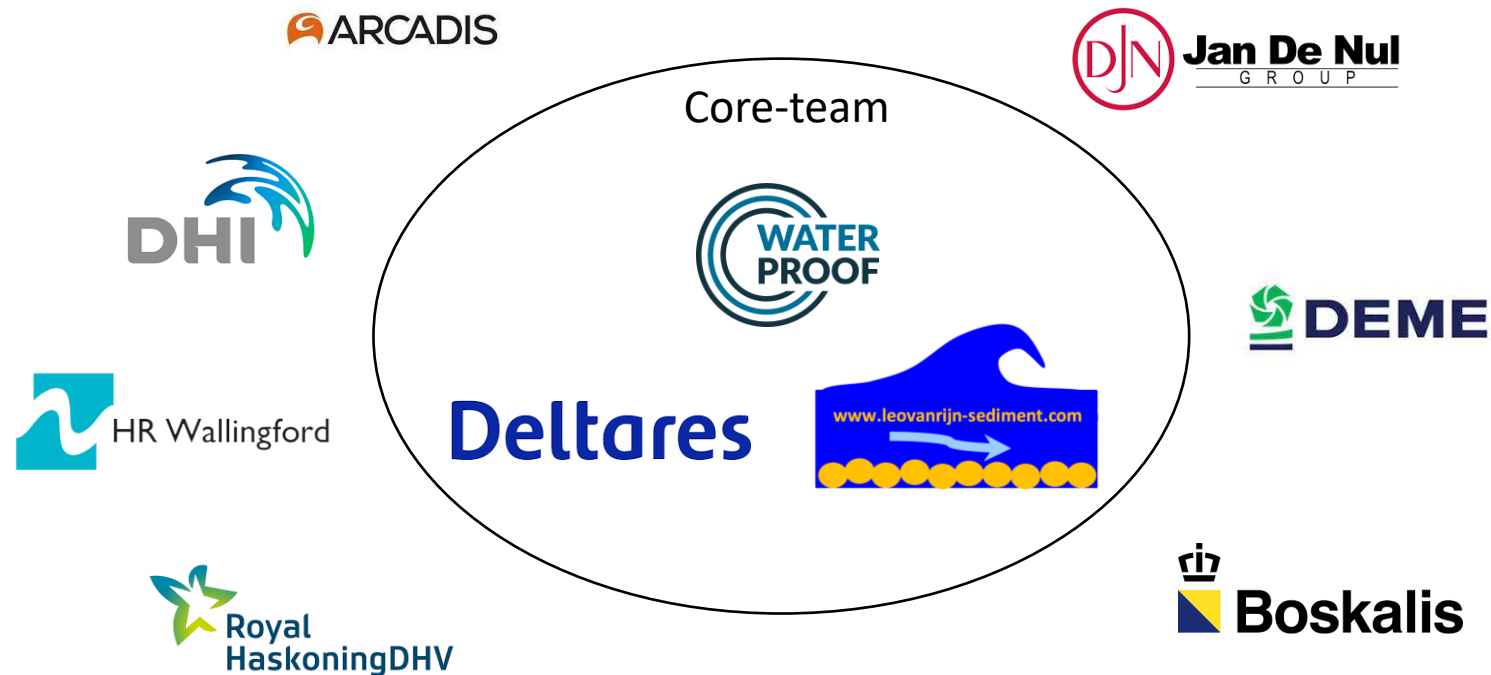 ARCADIS
DJN
Jan De Nul
GROUP
Core-team
DHI
WATER
PROOF
DEME
HR Wallingford
Deltares
www.leovanrijn-sediment.com
Royal
HaskoningDHV
Boskalis